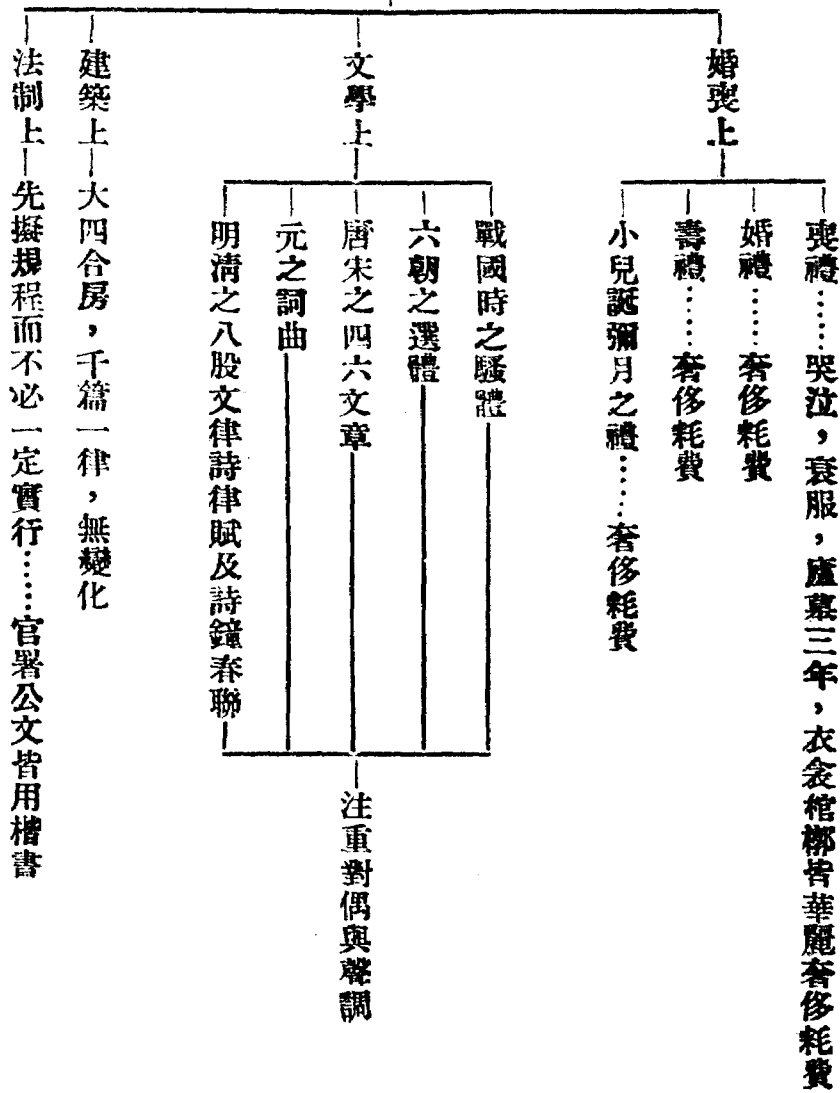 婚喪上
喪禮……哭泣，衰服，廬墓三年，衣衾棺槨皆華麗奢侈耗費
婚禮……奢侈耗費
壽禮……奢侈耗費
小兒誕彌月之禮……奢侈耗費
文學上
戰國時之騷體
六朝之選體
唐宋之四六文章
元之詞曲
明清之八股文律詩律賦及詩鐘春聯
注重對偶與聲調
建築上—大四合房，千篇一律，無變化
法制上—先擬規程而不必一定實行……官署公文皆用楷書